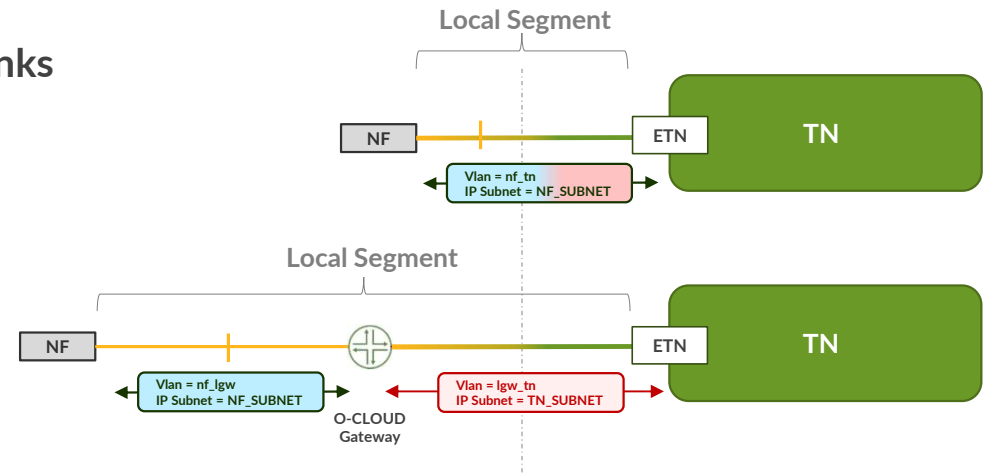 Local Segment
nks
NF
ETN
TN
Vlan = nf_tn
IP Subnet = NF_SUBNET
Local Segment
NF
ETN
TN
Vlan = nf_lgw
IP Subnet = NF_SUBNET
Vlan = lgw_tn
IP Subnet = TN_SUBNET
O-CLOUD
Gateway